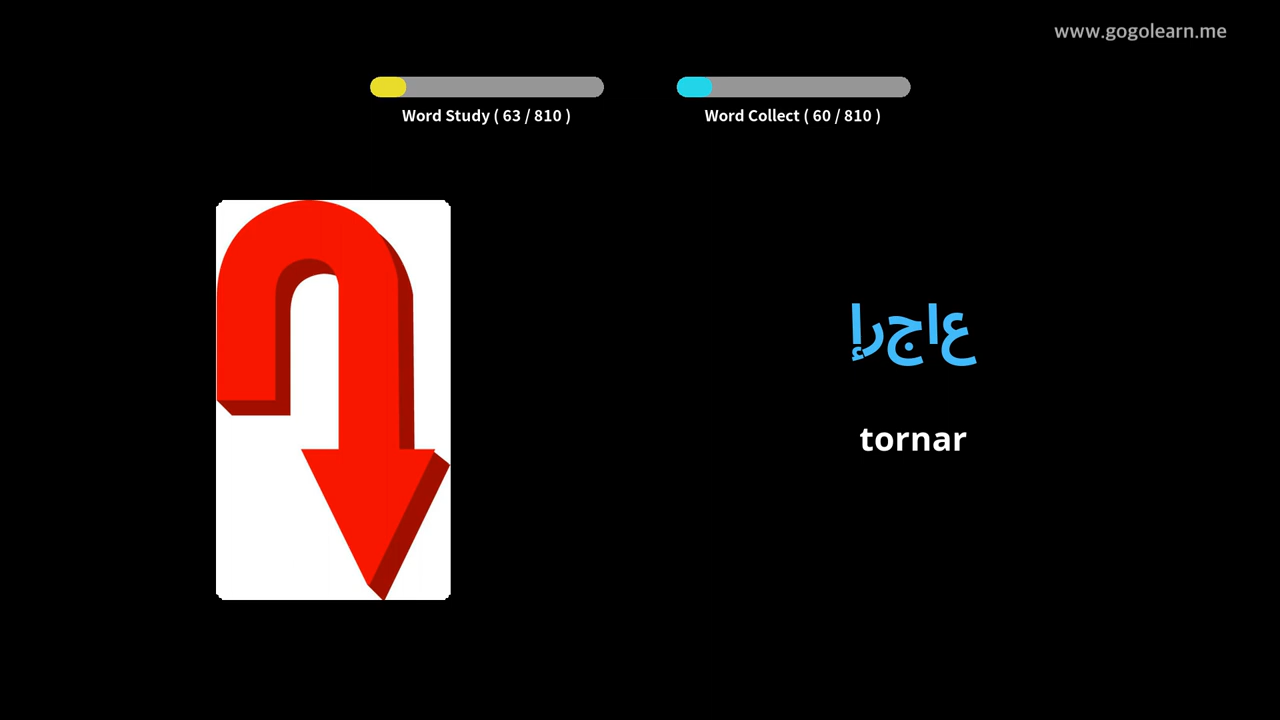 www.gogolearn.me
Word Study ( 63 / 810 )
Word Collect ( 60 / 810 )
إرجاع
tornar